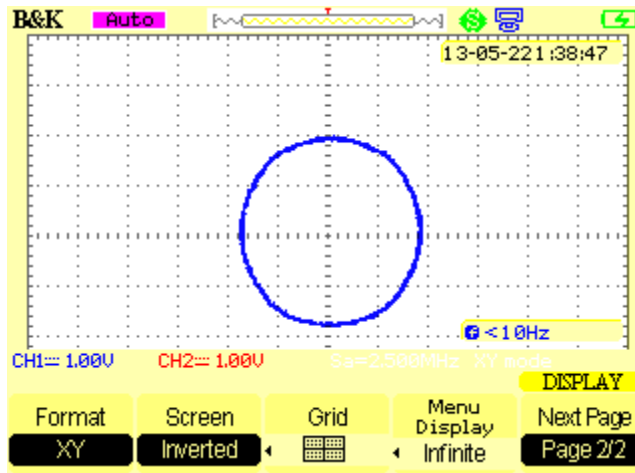 B&K Auto T S
13-05-221:38:47
F<10Hz
CH1 1.00V CH2 1.00V Sa=2.500MHz XY mode
DISPLAY
Format Screen Grid Menu Display Next Page
XY Inverted Infinite Page 2/2